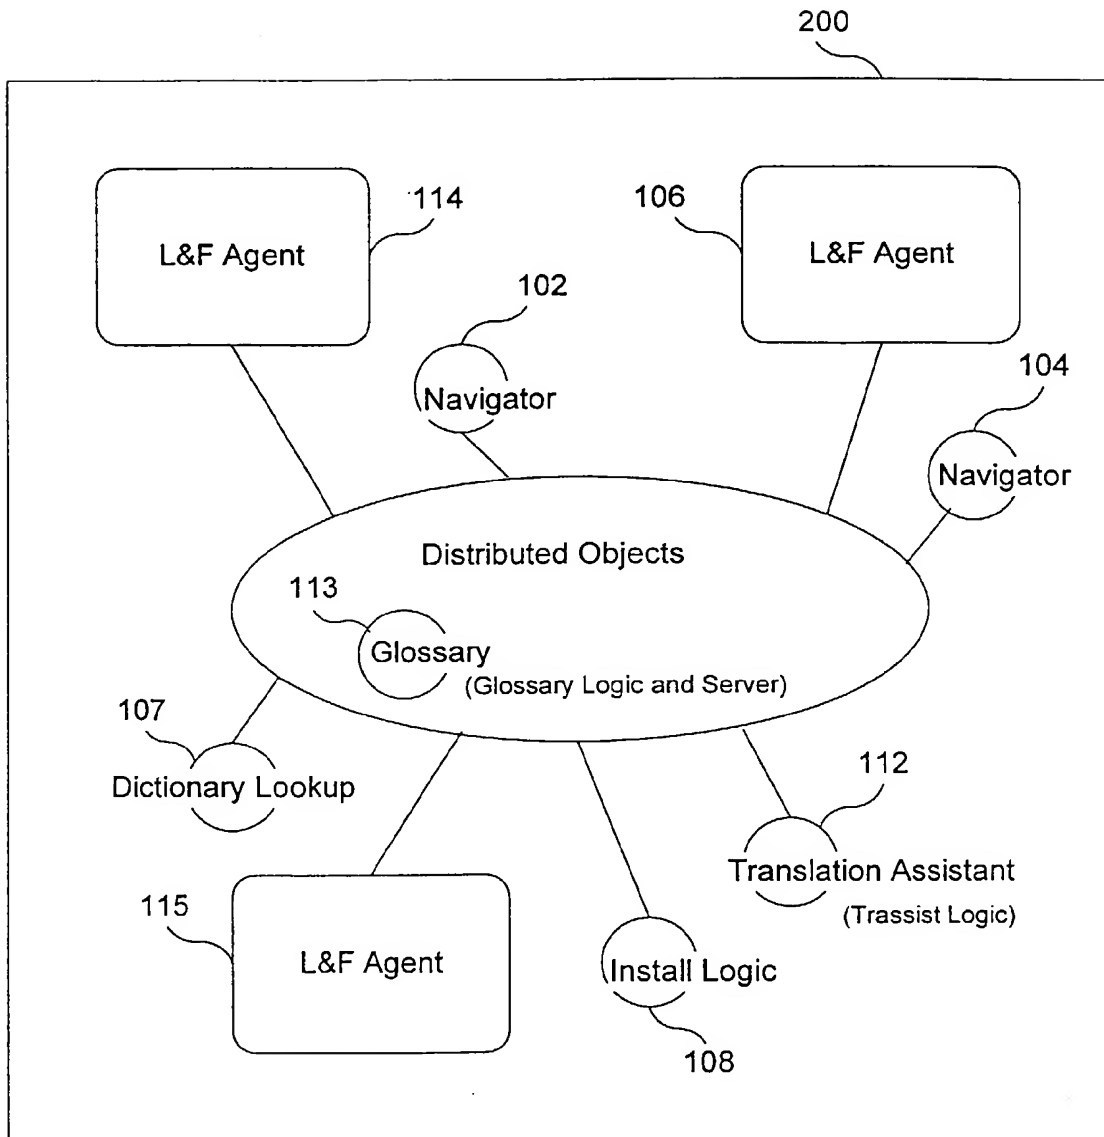 200
114
106
L&F Agent
L&F Agent
102
104
Navigator
Navigator
Distributed Objects
113
Glossary
(Glossary Logic and Server)
107
112
Dictionary Lookup
Translation Assistant
115
(Trassist Logic)
L&F Agent
Install Logic
108